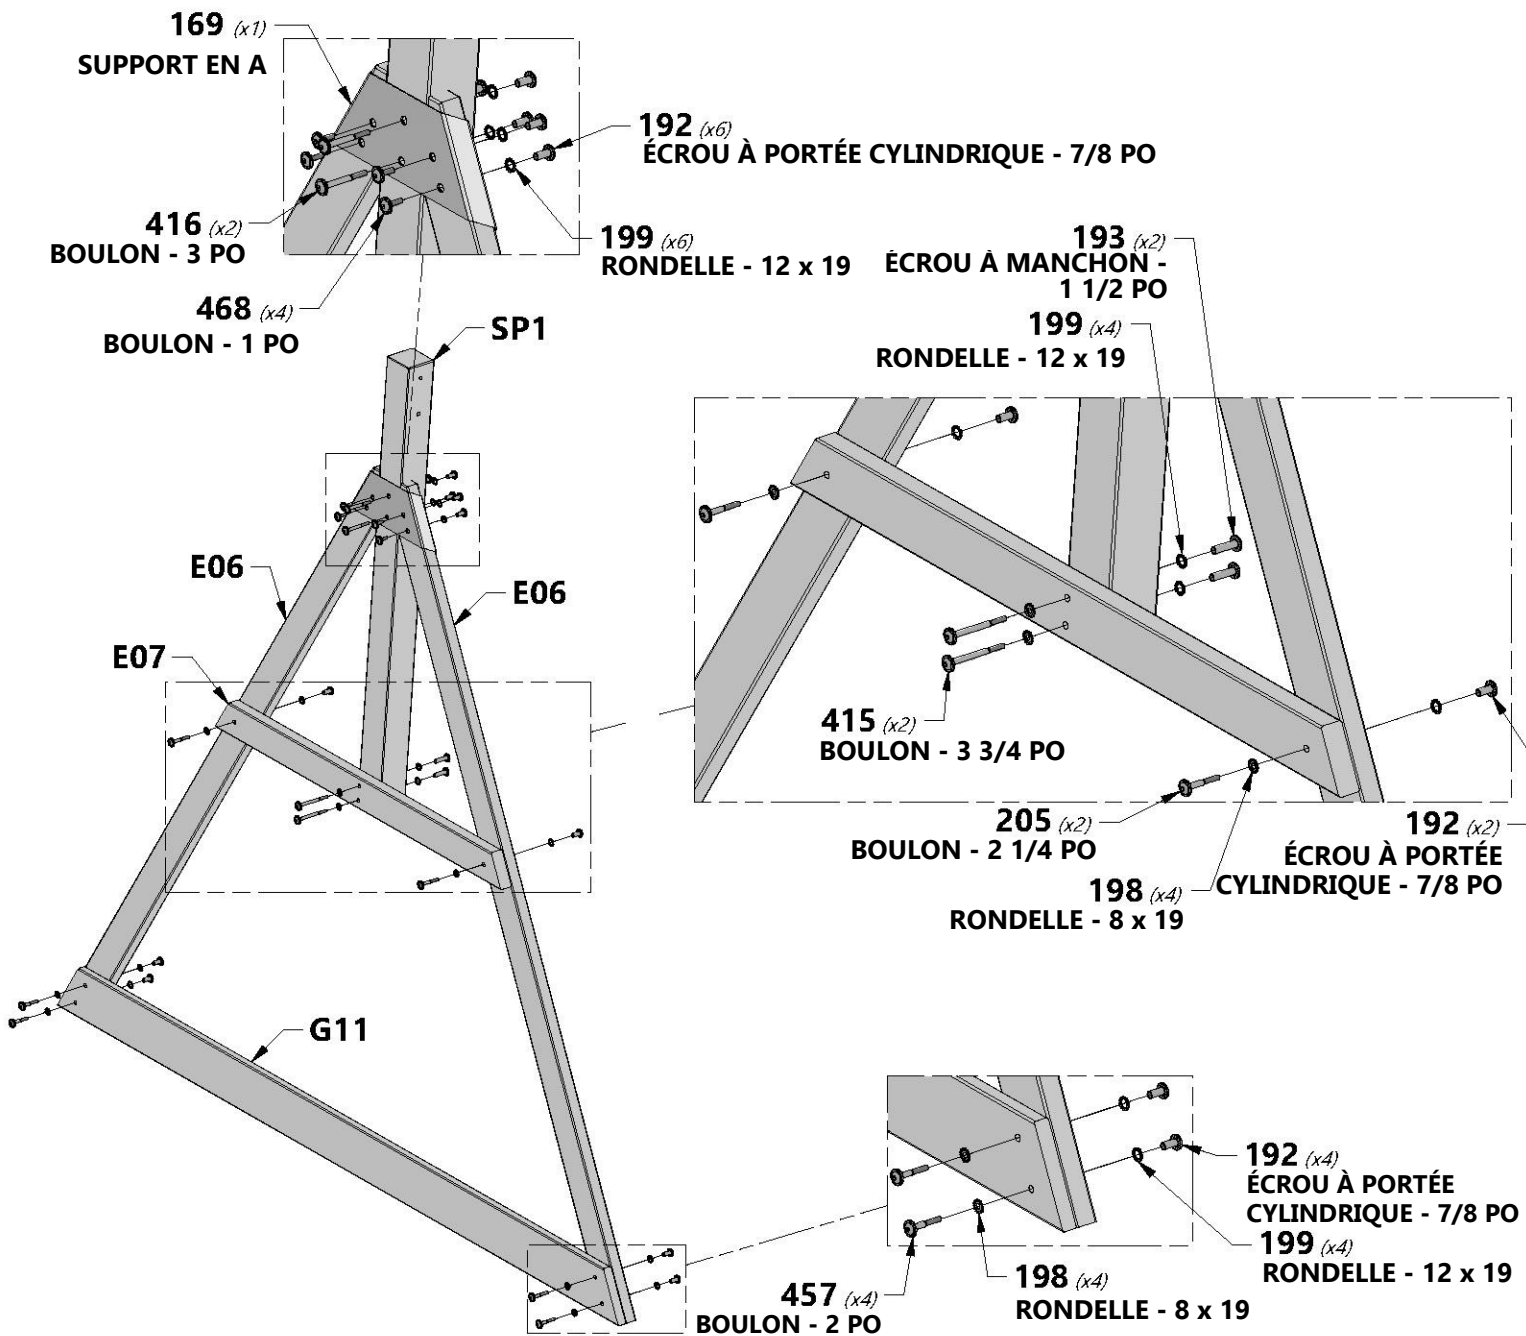 169 (x1)
SUPPORT EN A
192 (x6)
ÉCROU À PORTÉE CYLINDRIQUE - 7/8 PO
416 (x2)
BOULON - 3 PO
199 (x6)
RONDELLE - 12 x 19
193 (x2)
ÉCROU À MANCHON -
1 1/2 PO
468 (x4)
BOULON - 1 PO
199 (x4)
RONDELLE - 12 x 19
SP1
E06
E06
E07
415 (x2)
BOULON - 3 3/4 PO
205 (x2)
BOULON - 2 1/4 PO
192 (x2)
ÉCROU À PORTÉE
CYLINDRIQUE - 7/8 PO
198 (x4)
RONDELLE - 8 x 19
G11
192 (x4)
ÉCROU À PORTÉE
CYLINDRIQUE - 7/8 PO
199 (x4)
RONDELLE - 12 x 19
198 (x4)
RONDELLE - 8 x 19
457 (x4)
BOULON - 2 PO